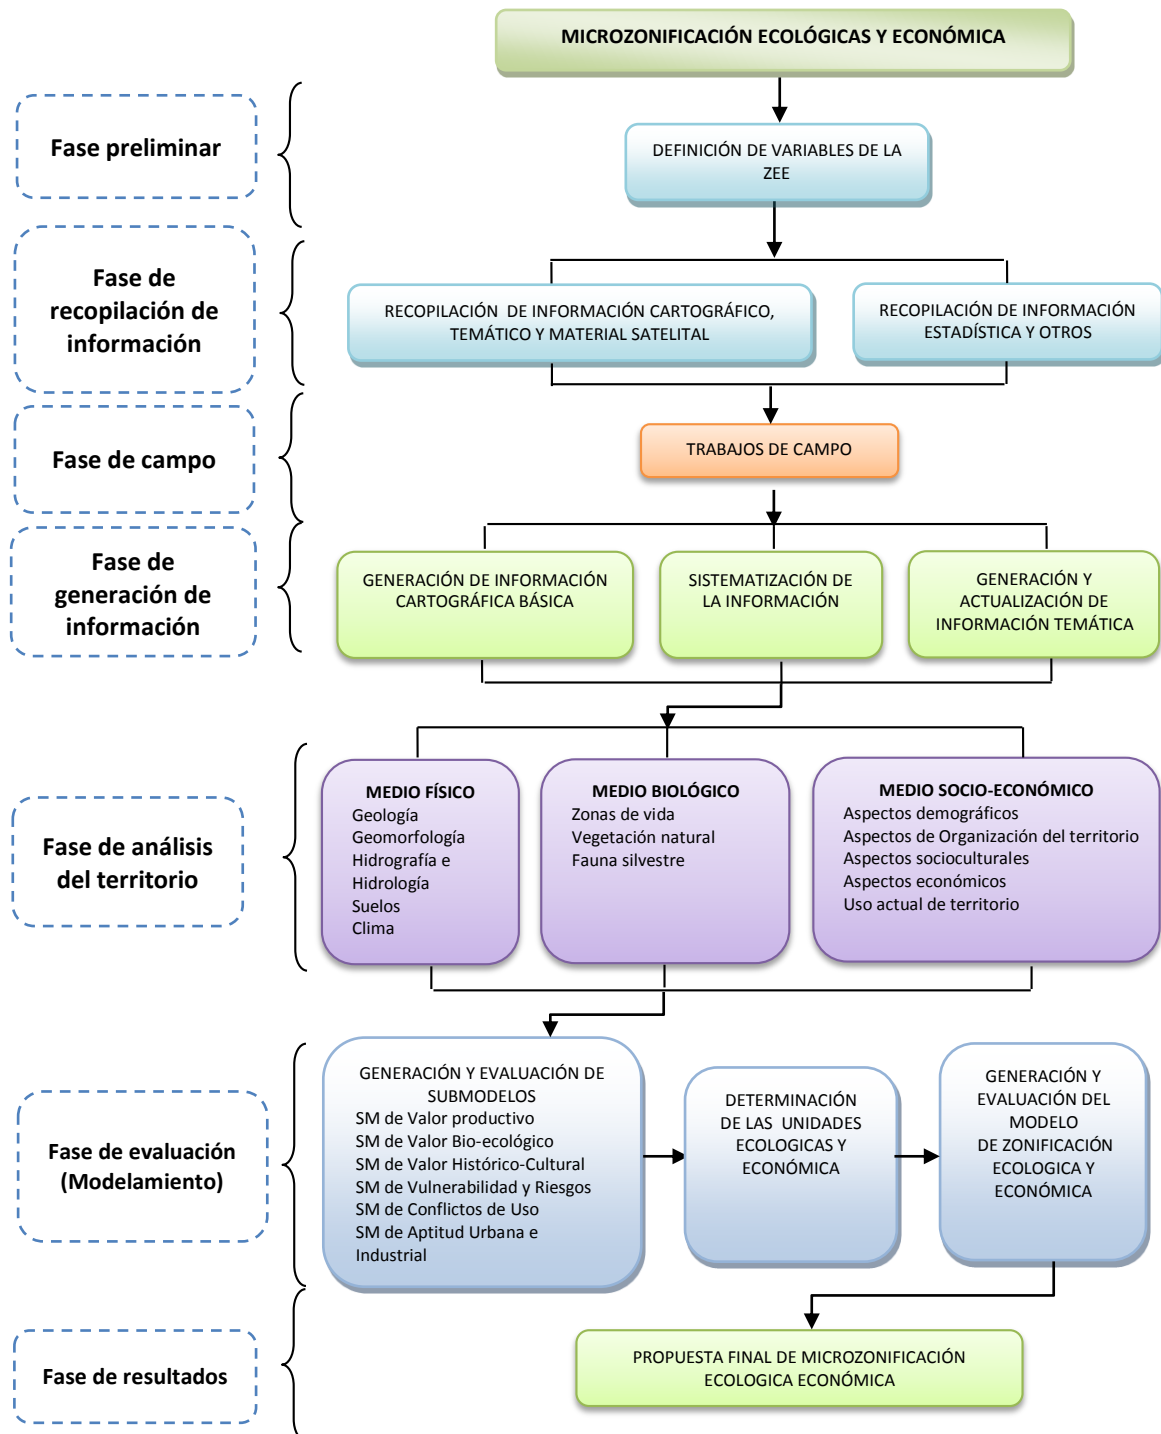 MICROZONIFICACIÓN ECOLÓGICAS Y ECONÓMICA
Fase preliminar
DEFINICIÓN DE VARIABLES DE LA
ZEE
Fase de
recopilación de
información
RECOPILACIÓN DE INFORMACIÓN CARTOGRÁFICO,
TEMÁTICO Y MATERIAL SATELITAL
RECOPILACIÓN DE INFORMACIÓN
ESTADÍSTICA Y OTROS
Fase de campo
TRABAJOS DE CAMPO
Fase de
generación de
información
GENERACIÓN DE INFORMACIÓN
CARTOGRÁFICA BÁSICA
SISTEMATIZACIÓN DE
LA INFORMACIÓN
GENERACIÓN Y
ACTUALIZACIÓN DE
INFORMACIÓN TEMÁTICA
Fase de análisis
del territorio
MEDIO FÍSICO
Geología
Geomorfología
Hidrografía e
Hidrología
Suelos
Clima
MEDIO BIOLÓGICO
Zonas de vida
Vegetación natural
Fauna silvestre
MEDIO SOCIO-ECONÓMICO
Aspectos demográficos
Aspectos de Organización del territorio
Aspectos socioculturales
Aspectos económicos
Uso actual de territorio
Fase de evaluación
(Modelamiento)
GENERACIÓN Y EVALUACIÓN DE
SUBMODELOS
SM de Valor productivo
SM de Valor Bio-ecológico
SM de Valor Histórico-Cultural
SM de Vulnerabilidad y Riesgos
SM de Conflictos de Uso
SM de Aptitud Urbana e
Industrial
DETERMINACIÓN
DE LAS UNIDADES
ECOLOGICAS Y
ECONÓMICA
GENERACIÓN Y
EVALUACIÓN DEL
MODELO
DE ZONIFICACIÓN
ECOLOGICA Y
ECONÓMICA
Fase de resultados
PROPUESTA FINAL DE MICROZONIFICACIÓN
ECOLOGICA ECONÓMICA